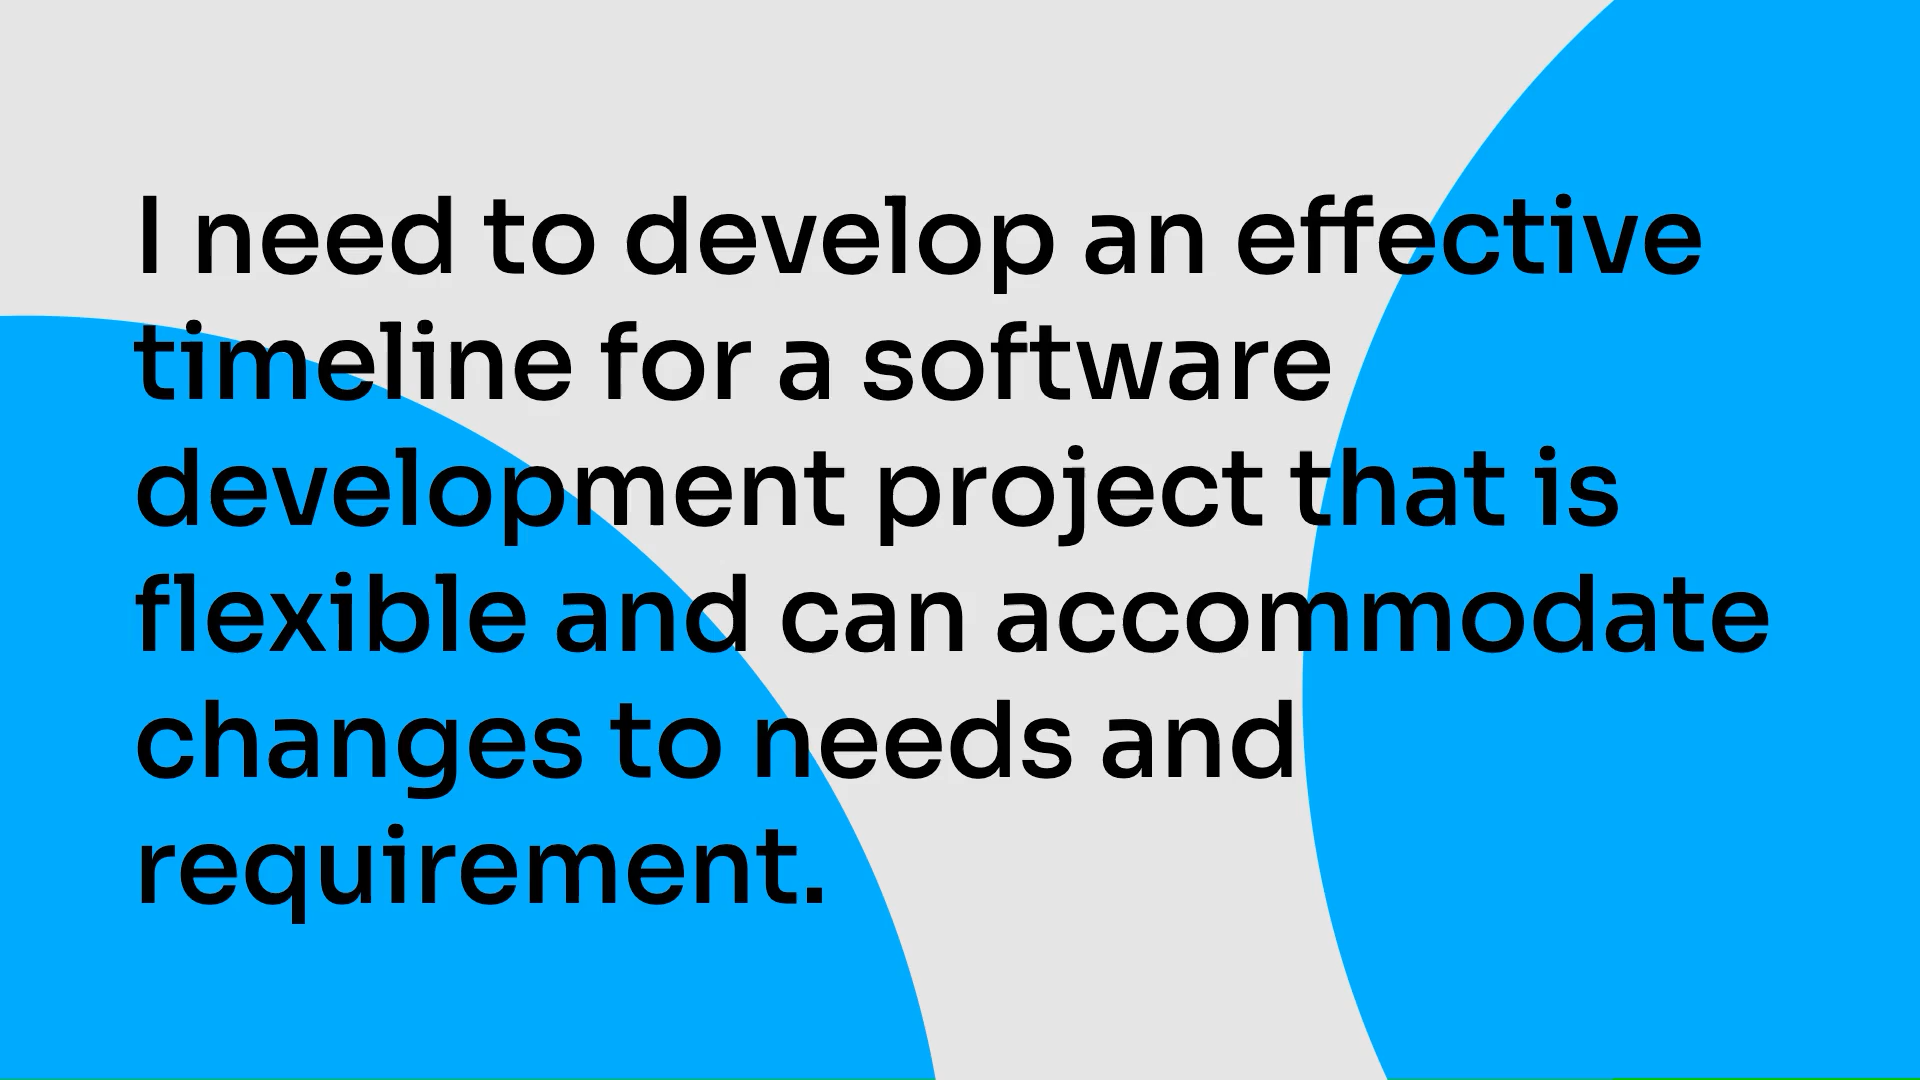 I need to develop an effective
timeline for a software
development project that is
flexible and can accommodate
changes to needs and
requirement.